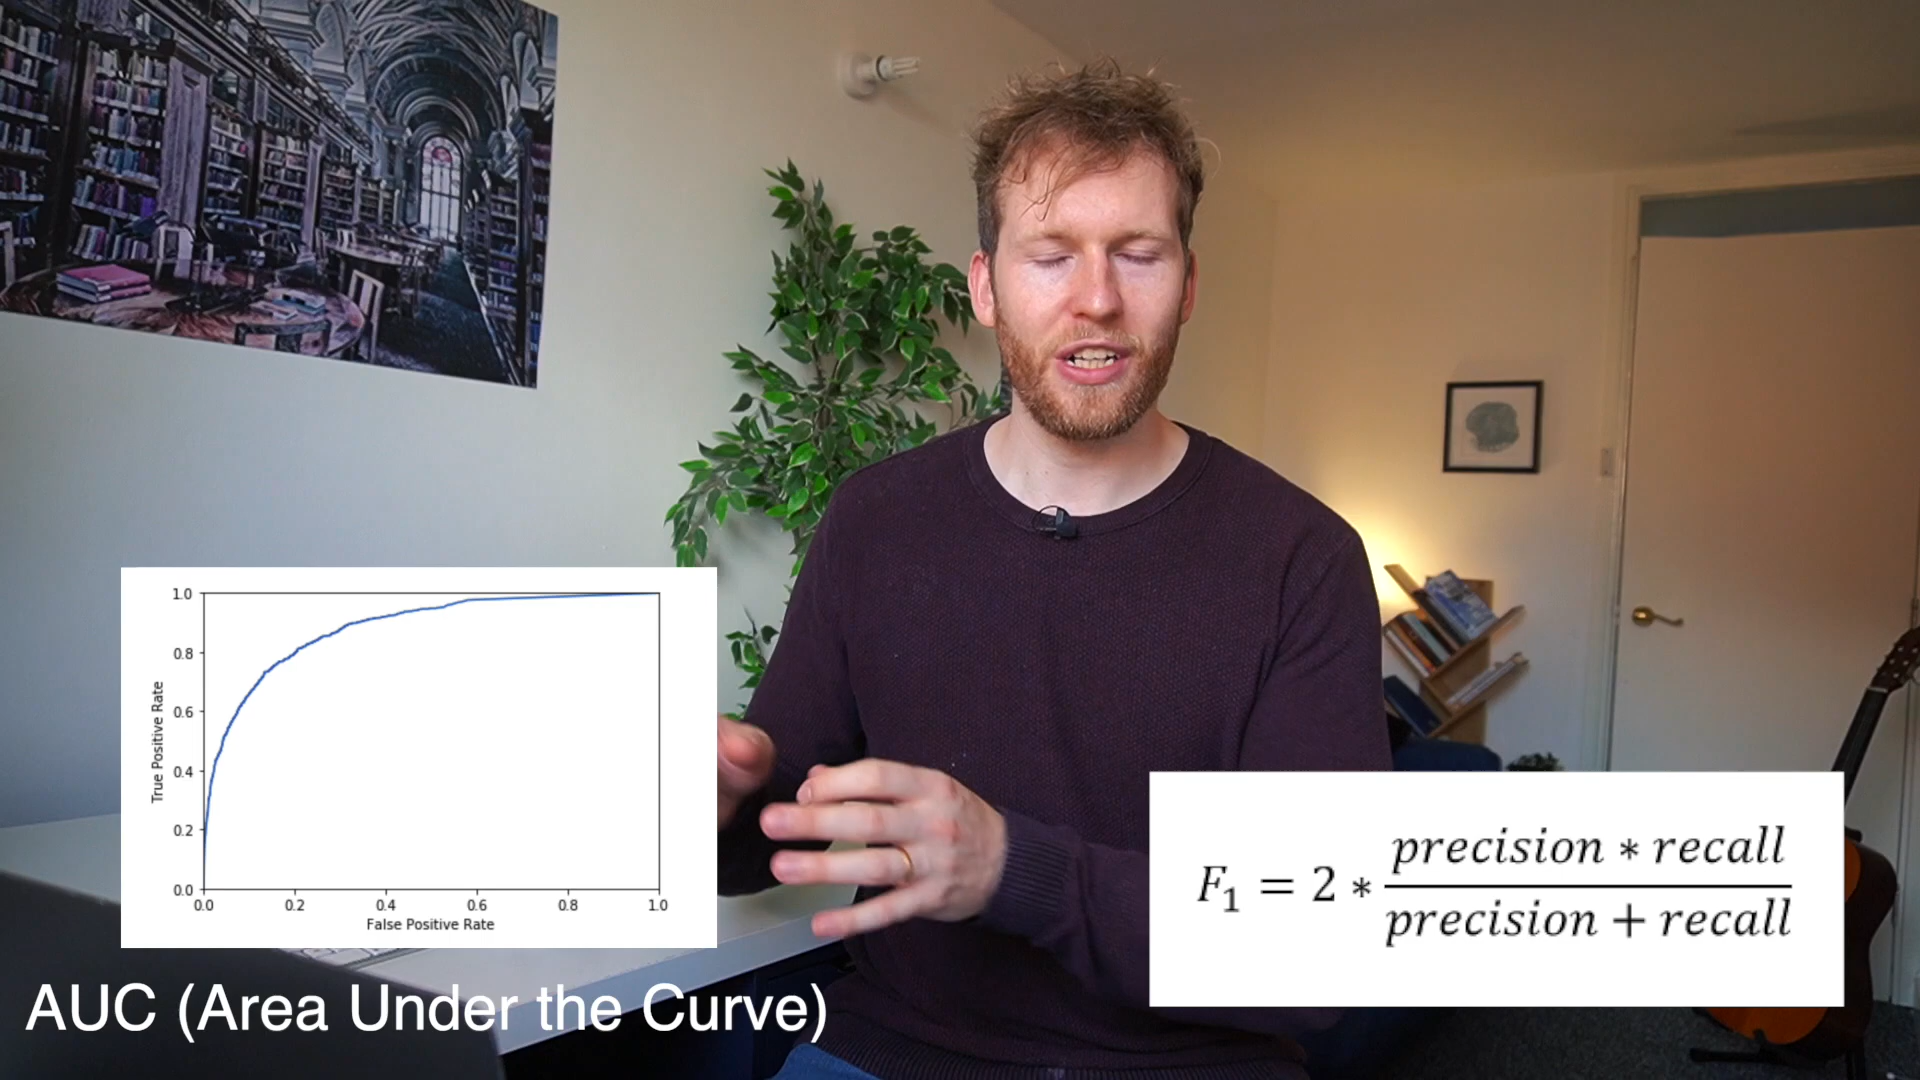 1.0
0.8
0.6
0.4
0.2
0.0
True Positive Rate
0.0 0.2 0.4 0.6 0.8 1.0
False Positive Rate
AUC (Area Under the Curve)
F₁ = 2 * precision * recall / precision + recall